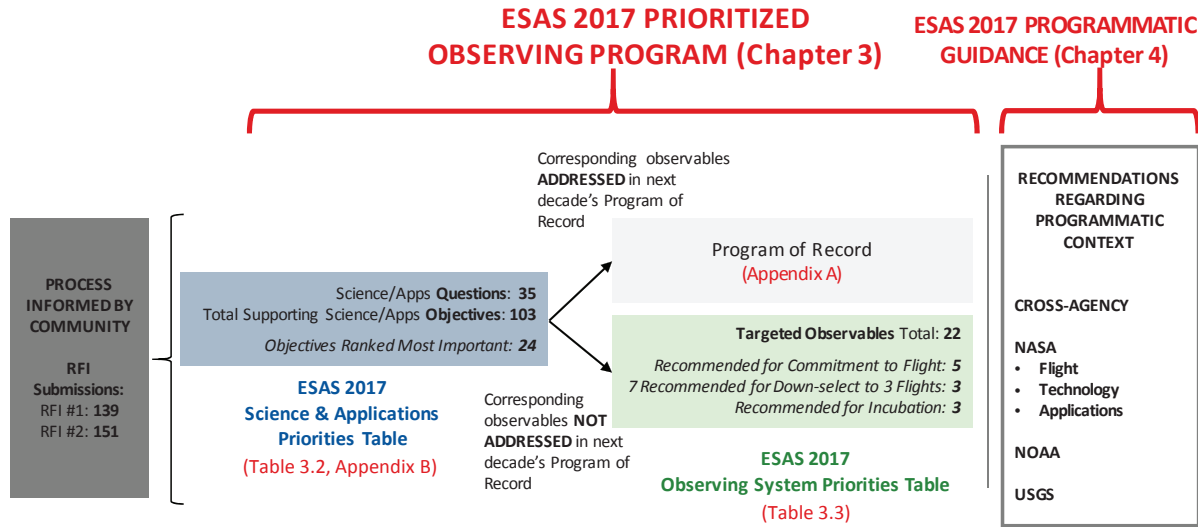 ESAS 2017 PRIORITIZED
OBSERVING PROGRAM (Chapter 3)
ESAS 2017 PROGRAMMATIC
GUIDANCE (Chapter 4)
PROCESS
INFORMED BY
COMMUNITY
RFI
Submissions:
RFI #1: 139
RFI #2: 151
Science/Apps Questions: 35
Total Supporting Science/Apps Objectives: 103
Objectives Ranked Most Important: 24
ESAS 2017
Science & Applications
Priorities Table
(Table 3.2, Appendix B)
Corresponding observables
ADDRESSED in next
decade's Program of
Record
Program of Record
(Appendix A)
Corresponding
observables NOT
ADDRESSED in next
decade's Program of
Record
Targeted Observables Total: 22
Recommended for Commitment to Flight: 5
7 Recommended for Down-select to 3 Flights: 3
Recommended for Incubation: 3
ESAS 2017
Observing System Priorities Table
(Table 3.3)
RECOMMENDATIONS
REGARDING
PROGRAMMATIC
CONTEXT
CROSS-AGENCY
NASA
• Flight
• Technology
• Applications
NOAA
USGS